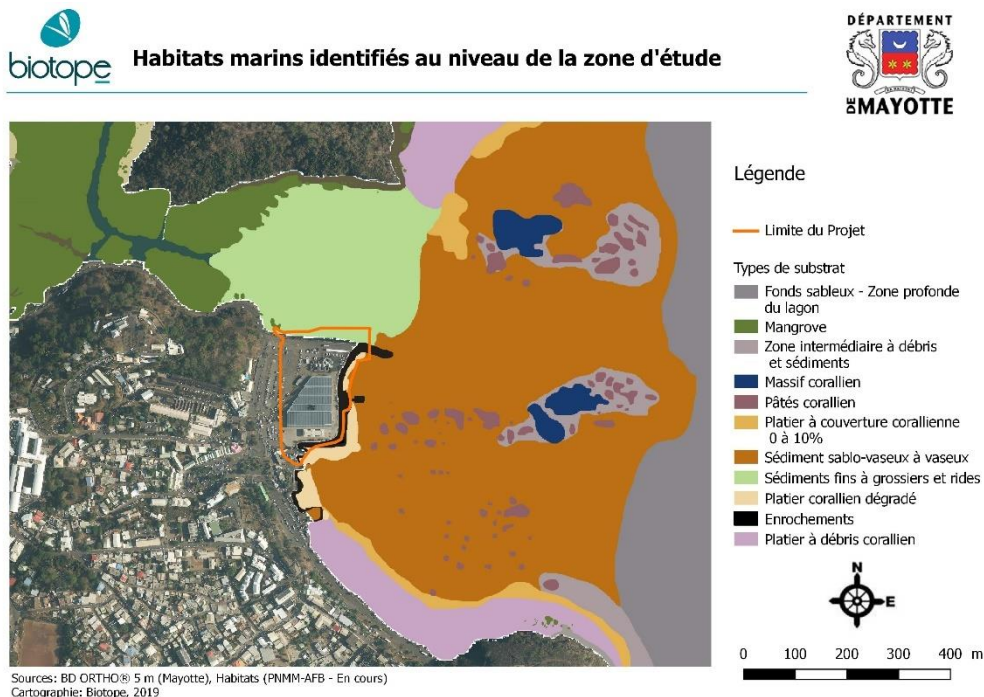 biotope
Habitats marins identifiés au niveau de la zone d'étude
DÉPARTEMENT
DE MAYOTTE
Légende
Limite du Projet
Types de substrat
Fonds sableux - Zone profonde
du lagon
Mangrove
Zone intermédiaire à débris
et sédiments
Massif corallien
Pâtés corallien
Platier à couverture corallienne
0 à 10%
Sédiment sablo-vaseux à vaseux
Sédiments fins à grossiers et rides
Platier corallien dégradé
Enrochements
Platier à débris corallien
N
E
0 100 200 300 400 m
Sources: BD ORTHO® 5 m (Mayotte), Habitats (PNMM-AFB - En cours)
Cartographie: Biotope, 2019